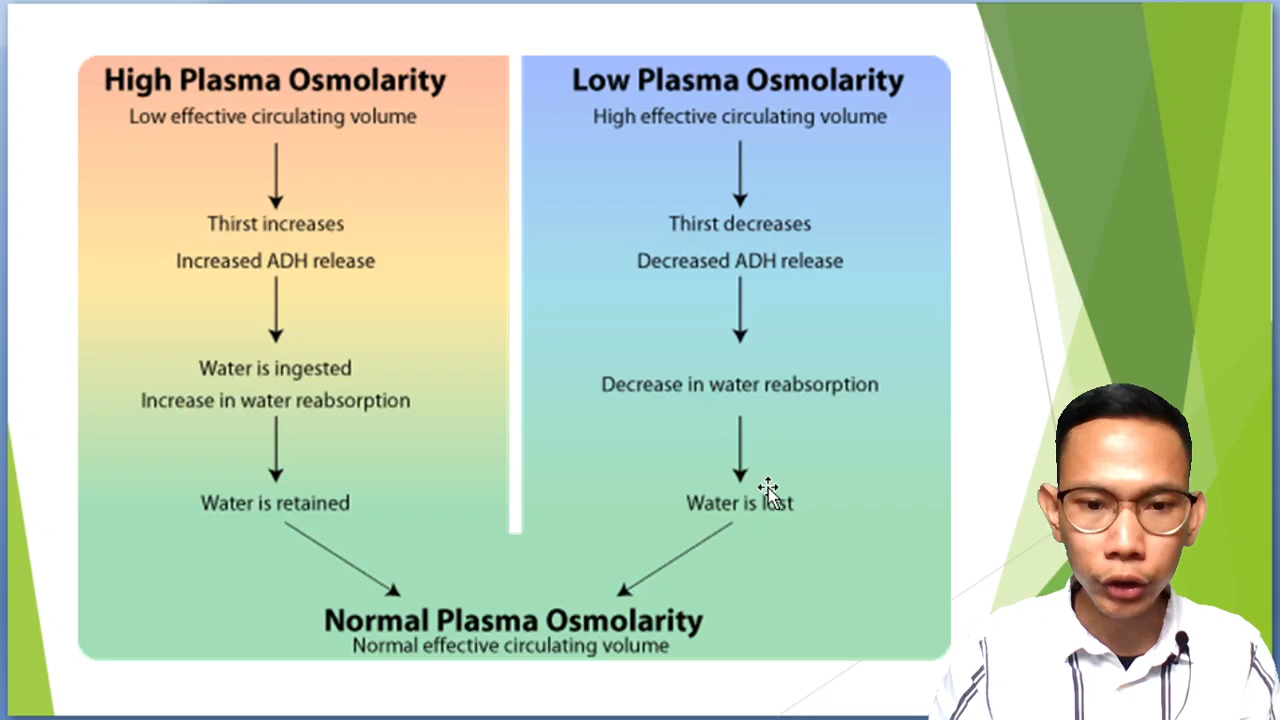 High Plasma Osmolarity
Low effective circulating volume
Thirst increases
Increased ADH release
Water is ingested
Increase in water reabsorption
Water is retained
Low Plasma Osmolarity
High effective circulating volume
Thirst decreases
Decreased ADH release
Decrease in water reabsorption
Water is lost
Normal Plasma Osmolarity
Normal effective circulating volume